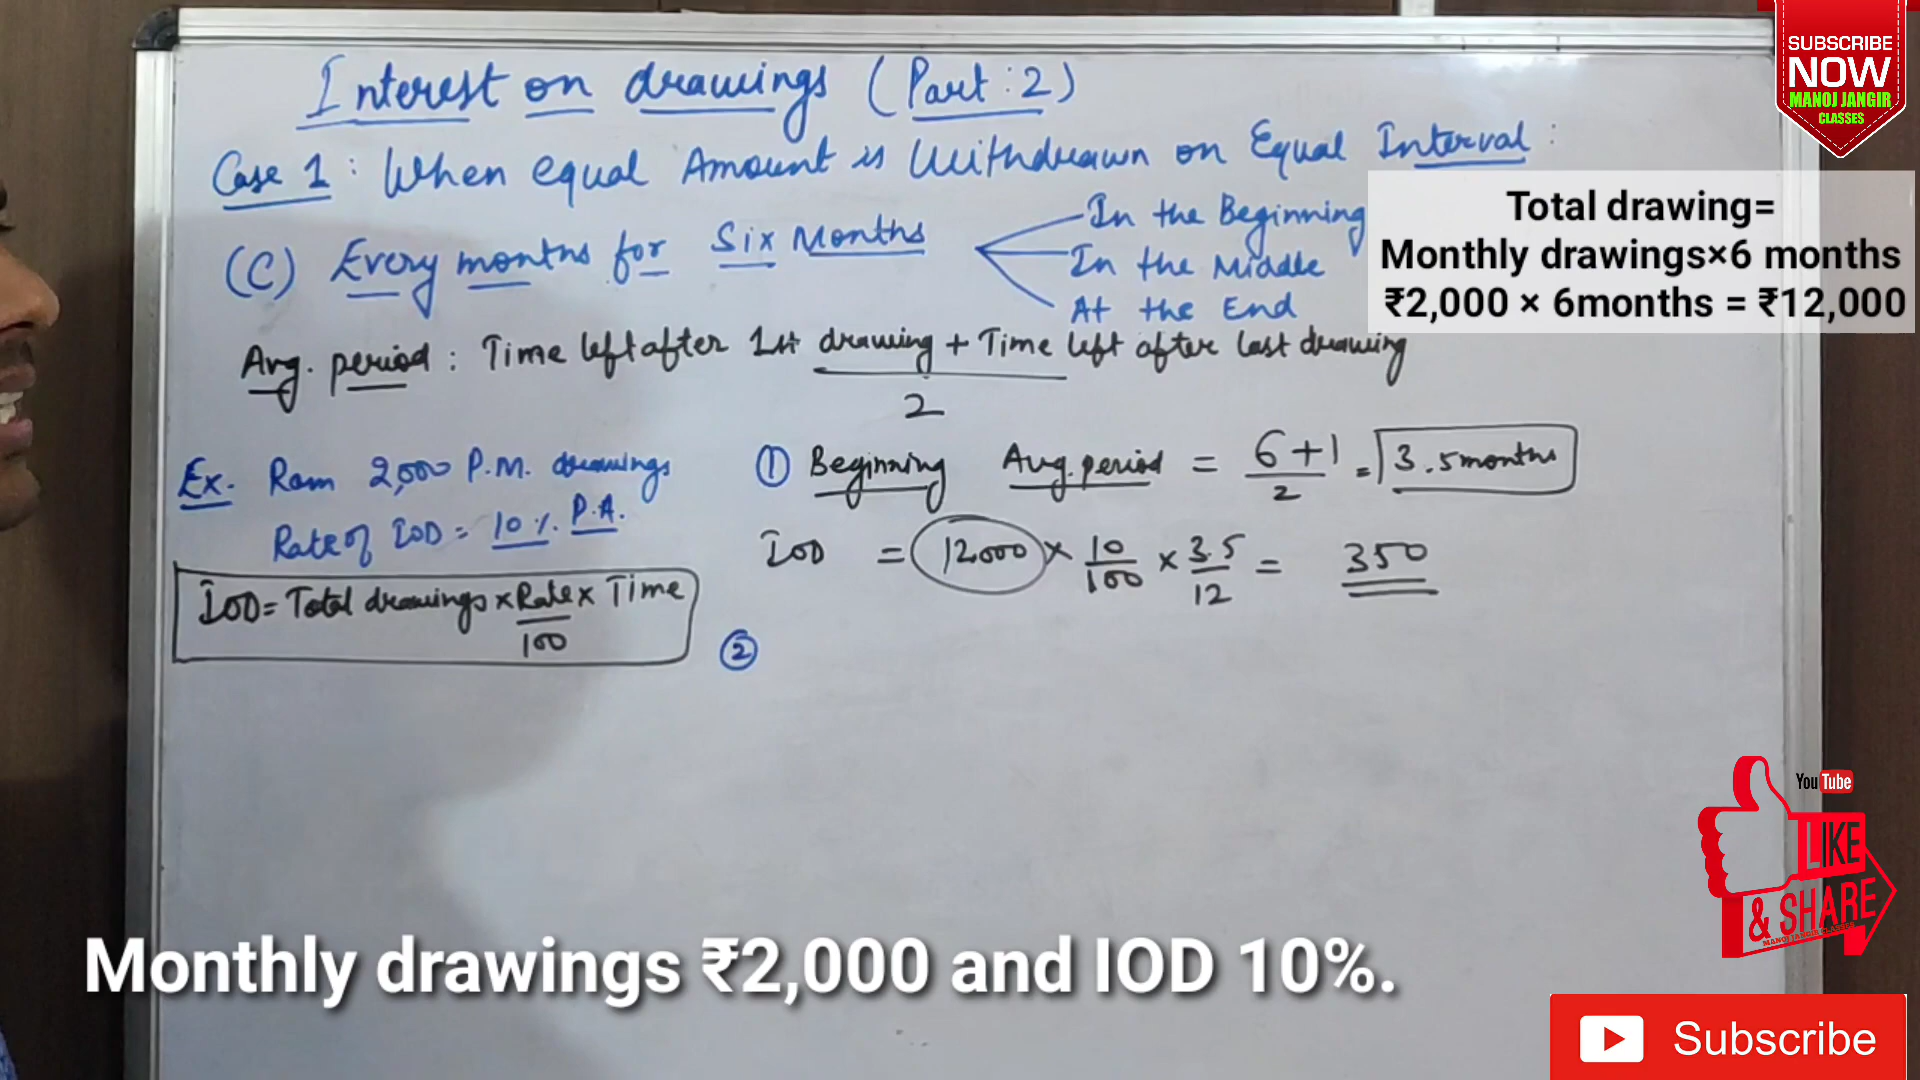 Interest on drawings (Part : 2)
Case 1 : When equal Amount is Withdrawn on Equal Interval :
(C) Every months for Six Months
In the Beginning
In the Middle
At the End
Avg. period : Time left after 1st drawing + Time left after last drawing
2
Ex. Ram 2,000 P.M. drawings
Rate of IOD = 10 %. P.A.
IOD = Total drawings × Rate × Time
100
① Beginning Avg. period = 6+1 = 3.5 months
2
IOD = 12000 × 10 × 3.5 = 350
100 12
②
SUBSCRIBE
NOW
MANOJ JANGIR
CLASSES
Total drawing=
Monthly drawings×6 months
₹2,000 × 6months = ₹12,000
YouTube
LIKE
& SHARE
MANOJ JANGIR CLASSES
Monthly drawings ₹2,000 and IOD 10%.
Subscribe